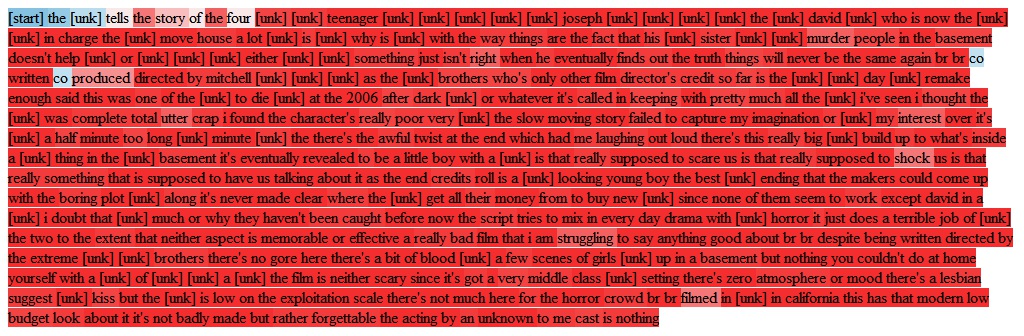 [start] the [unk] tells the story of the four [unk] [unk] teenager [unk] [unk] [unk] [unk] [unk] joseph [unk] [unk] [unk] [unk] the [unk] david [unk] who is now the [unk]
[unk] in charge the [unk] move house a lot [unk] is [unk] why is [unk] with the way things are the fact that his [unk] sister [unk] [unk] murder people in the basement
doesn't help [unk] or [unk] [unk] [unk] either [unk] [unk] something just isn't right when he eventually finds out the truth things will never be the same again br br co
written co produced directed by mitchell [unk] [unk] [unk] as the [unk] brothers who's only other film director's credit so far is the [unk] [unk] day [unk] remake
enough said this was one of the [unk] to die [unk] at the 2006 after dark [unk] or whatever it's called in keeping with pretty much all the [unk] i've seen i thought the
[unk] was complete total utter crap i found the character's really poor very [unk] the slow moving story failed to capture my imagination or [unk] my interest over it's
[unk] a half minute too long [unk] minute [unk] the there's the awful twist at the end which had me laughing out loud there's this really big [unk] build up to what's inside
a [unk] thing in the [unk] basement it's eventually revealed to be a little boy with a [unk] is that really supposed to scare us is that really supposed to shock us is that
really something that is supposed to have us talking about it as the end credits roll is a [unk] looking young boy the best [unk] ending that the makers could come up
with the boring plot [unk] along it's never made clear where the [unk] get all their money from to buy new [unk] since none of them seem to work except david in a
[unk] i doubt that [unk] much or why they haven't been caught before now the script tries to mix in every day drama with [unk] horror it just does a terrible job of [unk]
the two to the extent that neither aspect is memorable or effective a really bad film that i am struggling to say anything good about br br despite being written directed by
the extreme [unk] brothers there's no gore here there's a bit of blood [unk] a few scenes of girls [unk] up in a basement but nothing you couldn't do at home
yourself with a [unk] of [unk] [unk] a [unk] the film is neither scary since it's got a very middle class [unk] setting there's zero atmosphere or mood there's a lesbian
suggest [unk] kiss but the [unk] is low on the exploitation scale there's not much here for the horror crowd br br filmed in [unk] in california this has that modern low
budget look about it it's not badly made but rather forgettable the acting by an unknown to me cast is nothing